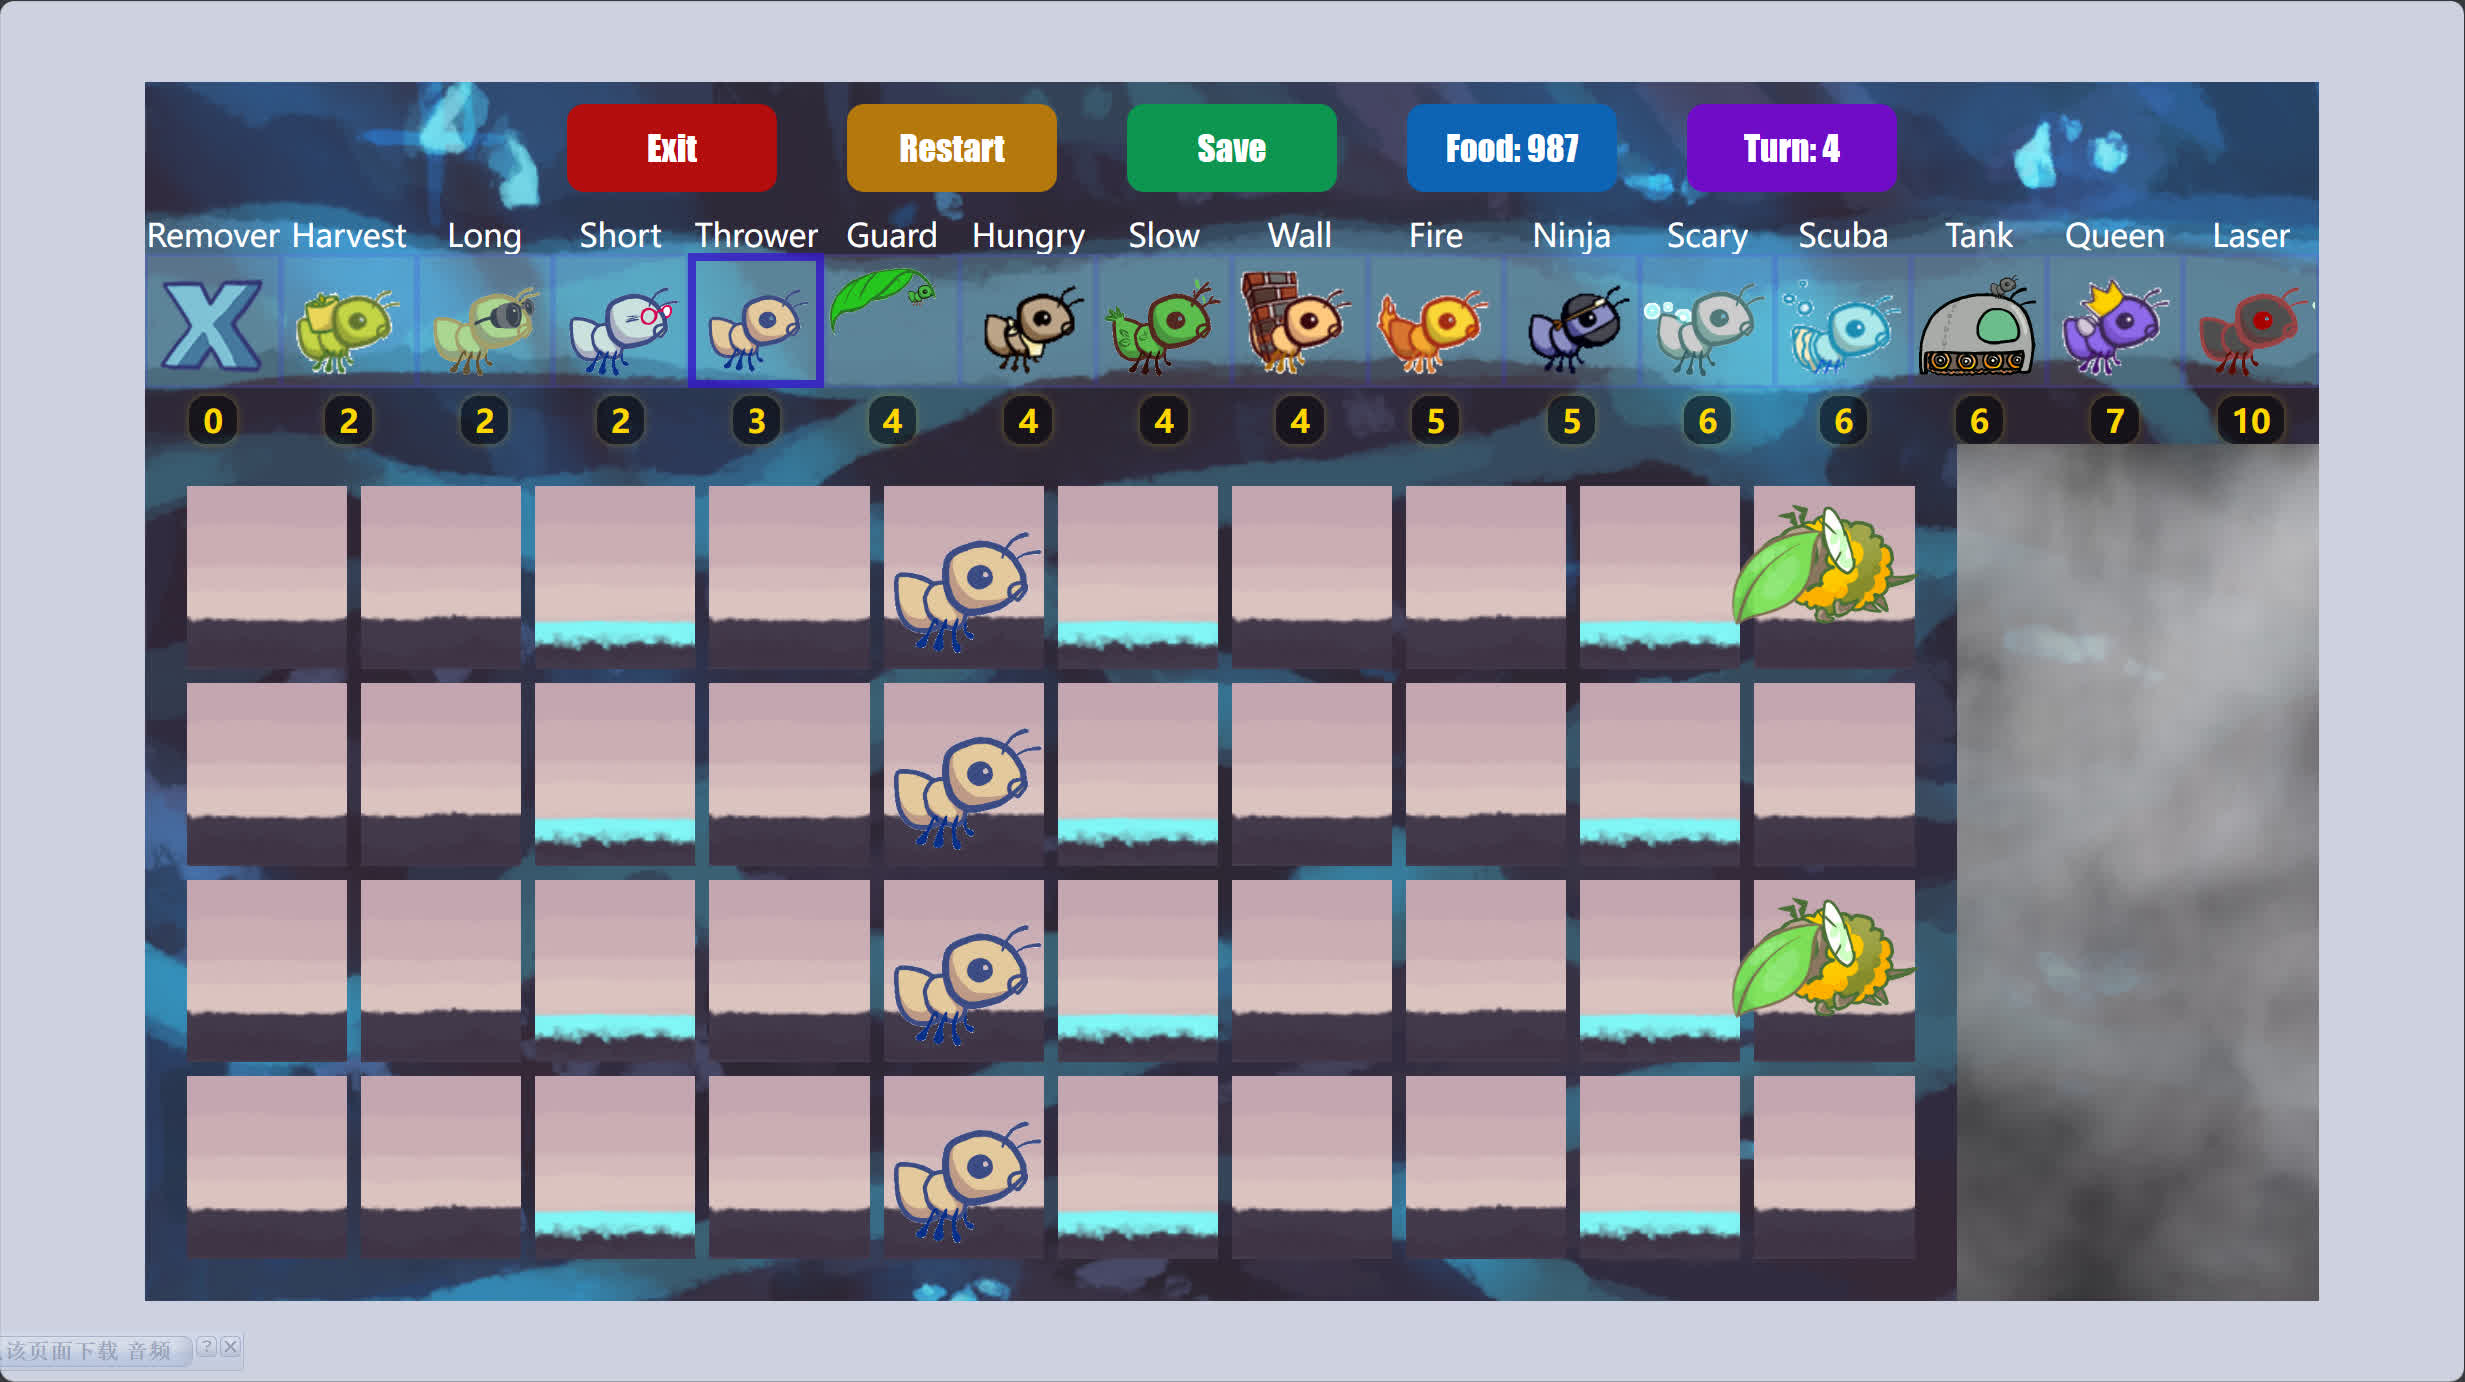 Exit Restart Save Food: 987 Turn: 4
Remover Harvest Long Short Thrower Guard Hungry Slow Wall Fire Ninja Scary Scuba Tank Queen Laser
X
0 2 2 2 3 4 4 4 4 5 5 6 6 6 7 10
该页面下载 音频 ?